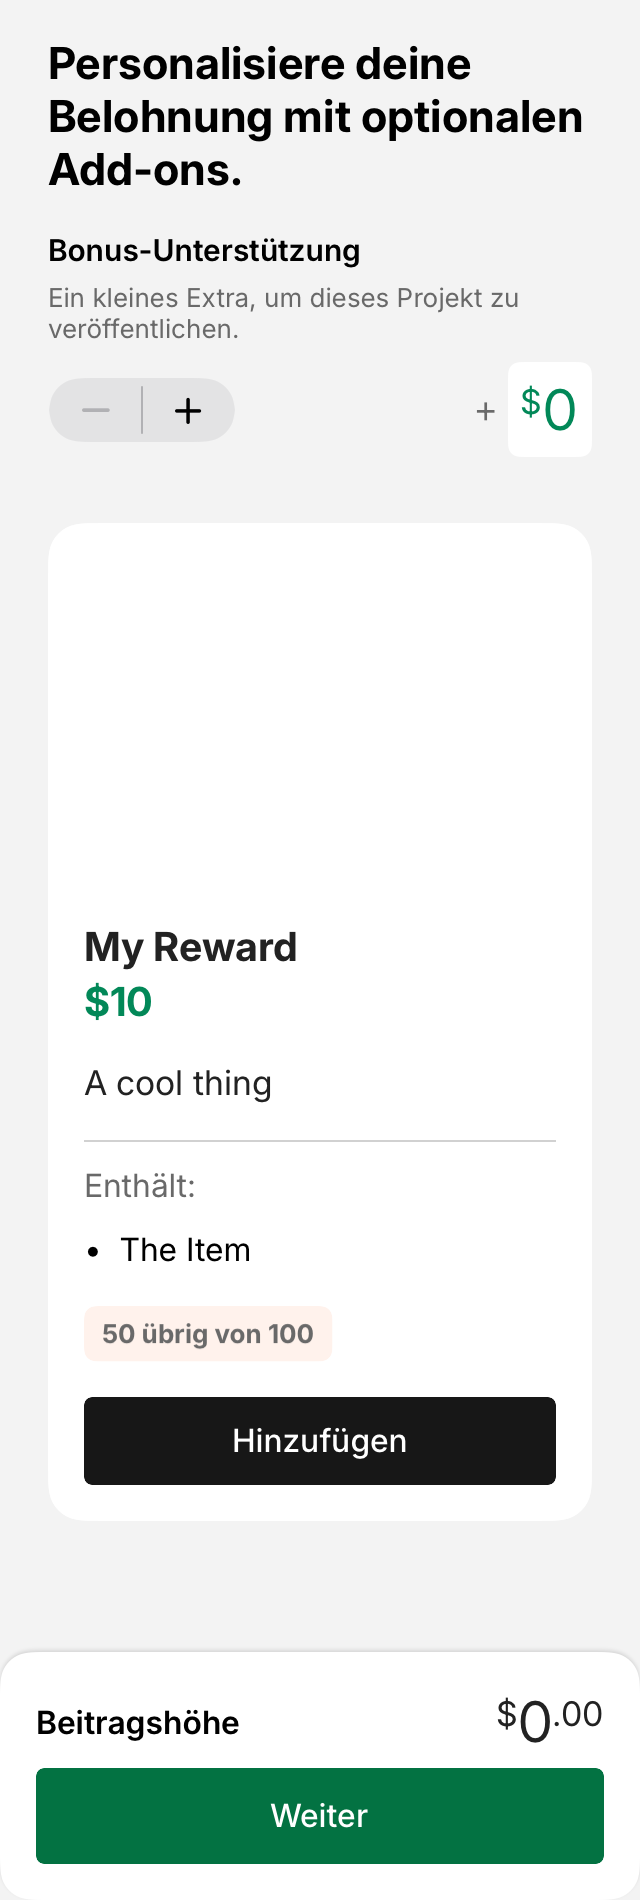 Personalisiere deine
Belohnung mit optionalen
Add-ons.
Bonus-Unterstützung
Ein kleines Extra, um dieses Projekt zu
veröffentlichen.
+ $0
My Reward
$10
A cool thing
Enthält:
• The Item
50 übrig von 100
Hinzufügen
Beitragshöhe $0.00
Weiter